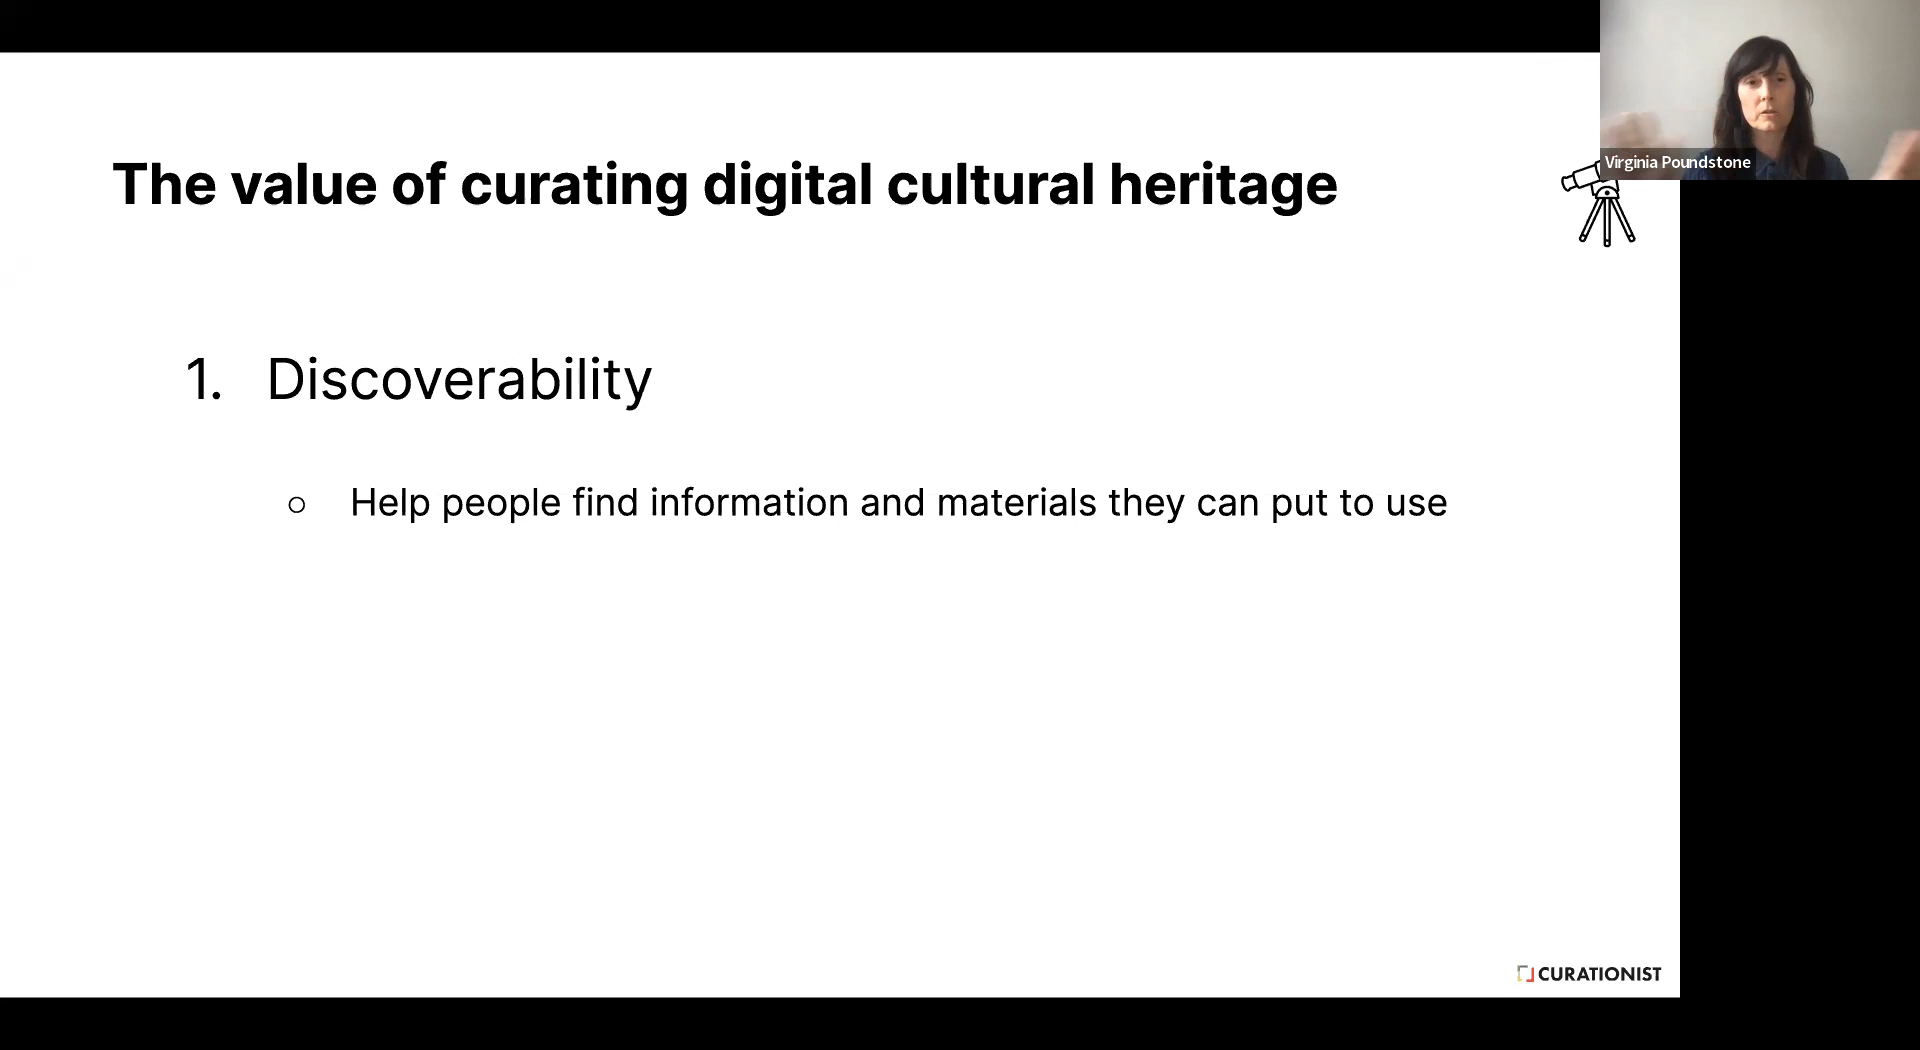 Virginia Poundstone
The value of curating digital cultural heritage
1. Discoverability
○ Help people find information and materials they can put to use
CURATIONIST